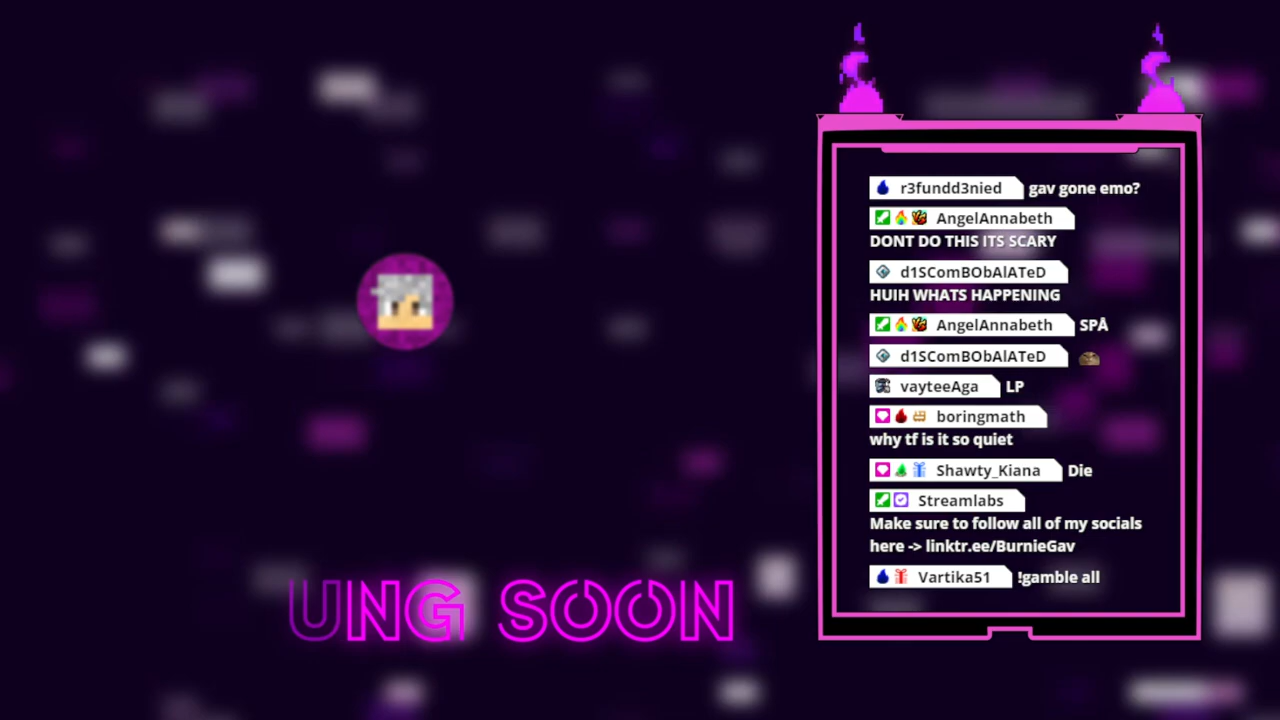 r3fundd3nied gav gone emo?
AngelAnnabeth
DONT DO THIS ITS SCARY
d1SComBObAlATeD
HUIH WHATS HAPPENING
AngelAnnabeth SPÅ
d1SComBObAlATeD
vayteeAga LP
boringmath
why tf is it so quiet
Shawty_Kiana Die
Streamlabs
Make sure to follow all of my socials
here -> linktr.ee/BurnieGav
Vartika51 !gamble all
UNG SOON